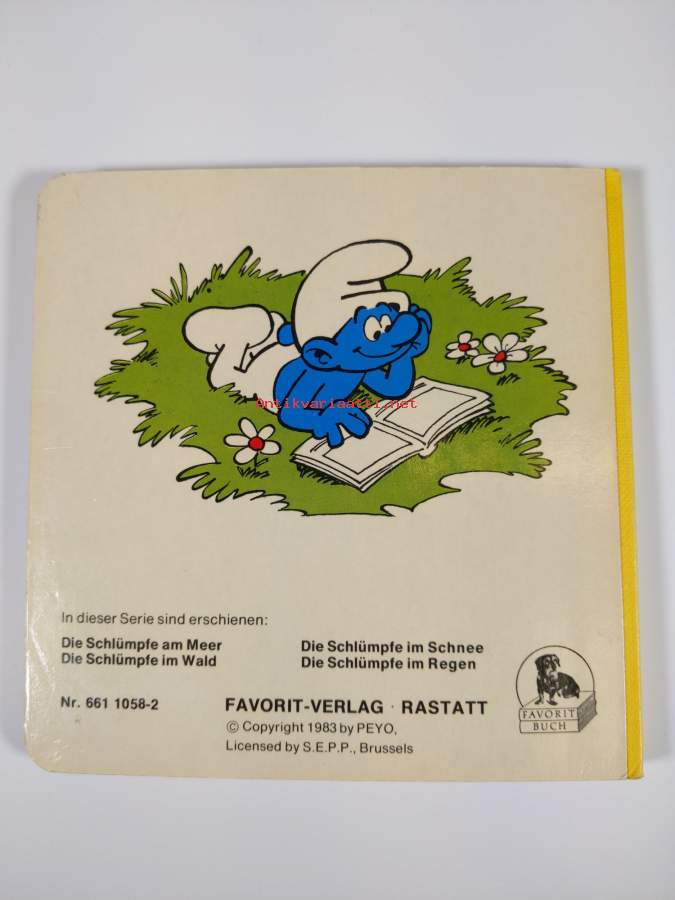 Antikvariaatti.net
In dieser Serie sind erschienen:
Die Schlümpfe am Meer
Die Schlümpfe im Wald
Die Schlümpfe im Schnee
Die Schlümpfe im Regen
Nr. 661 1058-2
FAVORIT-VERLAG · RASTATT
© Copyright 1983 by PEYO,
Licensed by S.E.P.P., Brussels
FAVORIT
BUCH